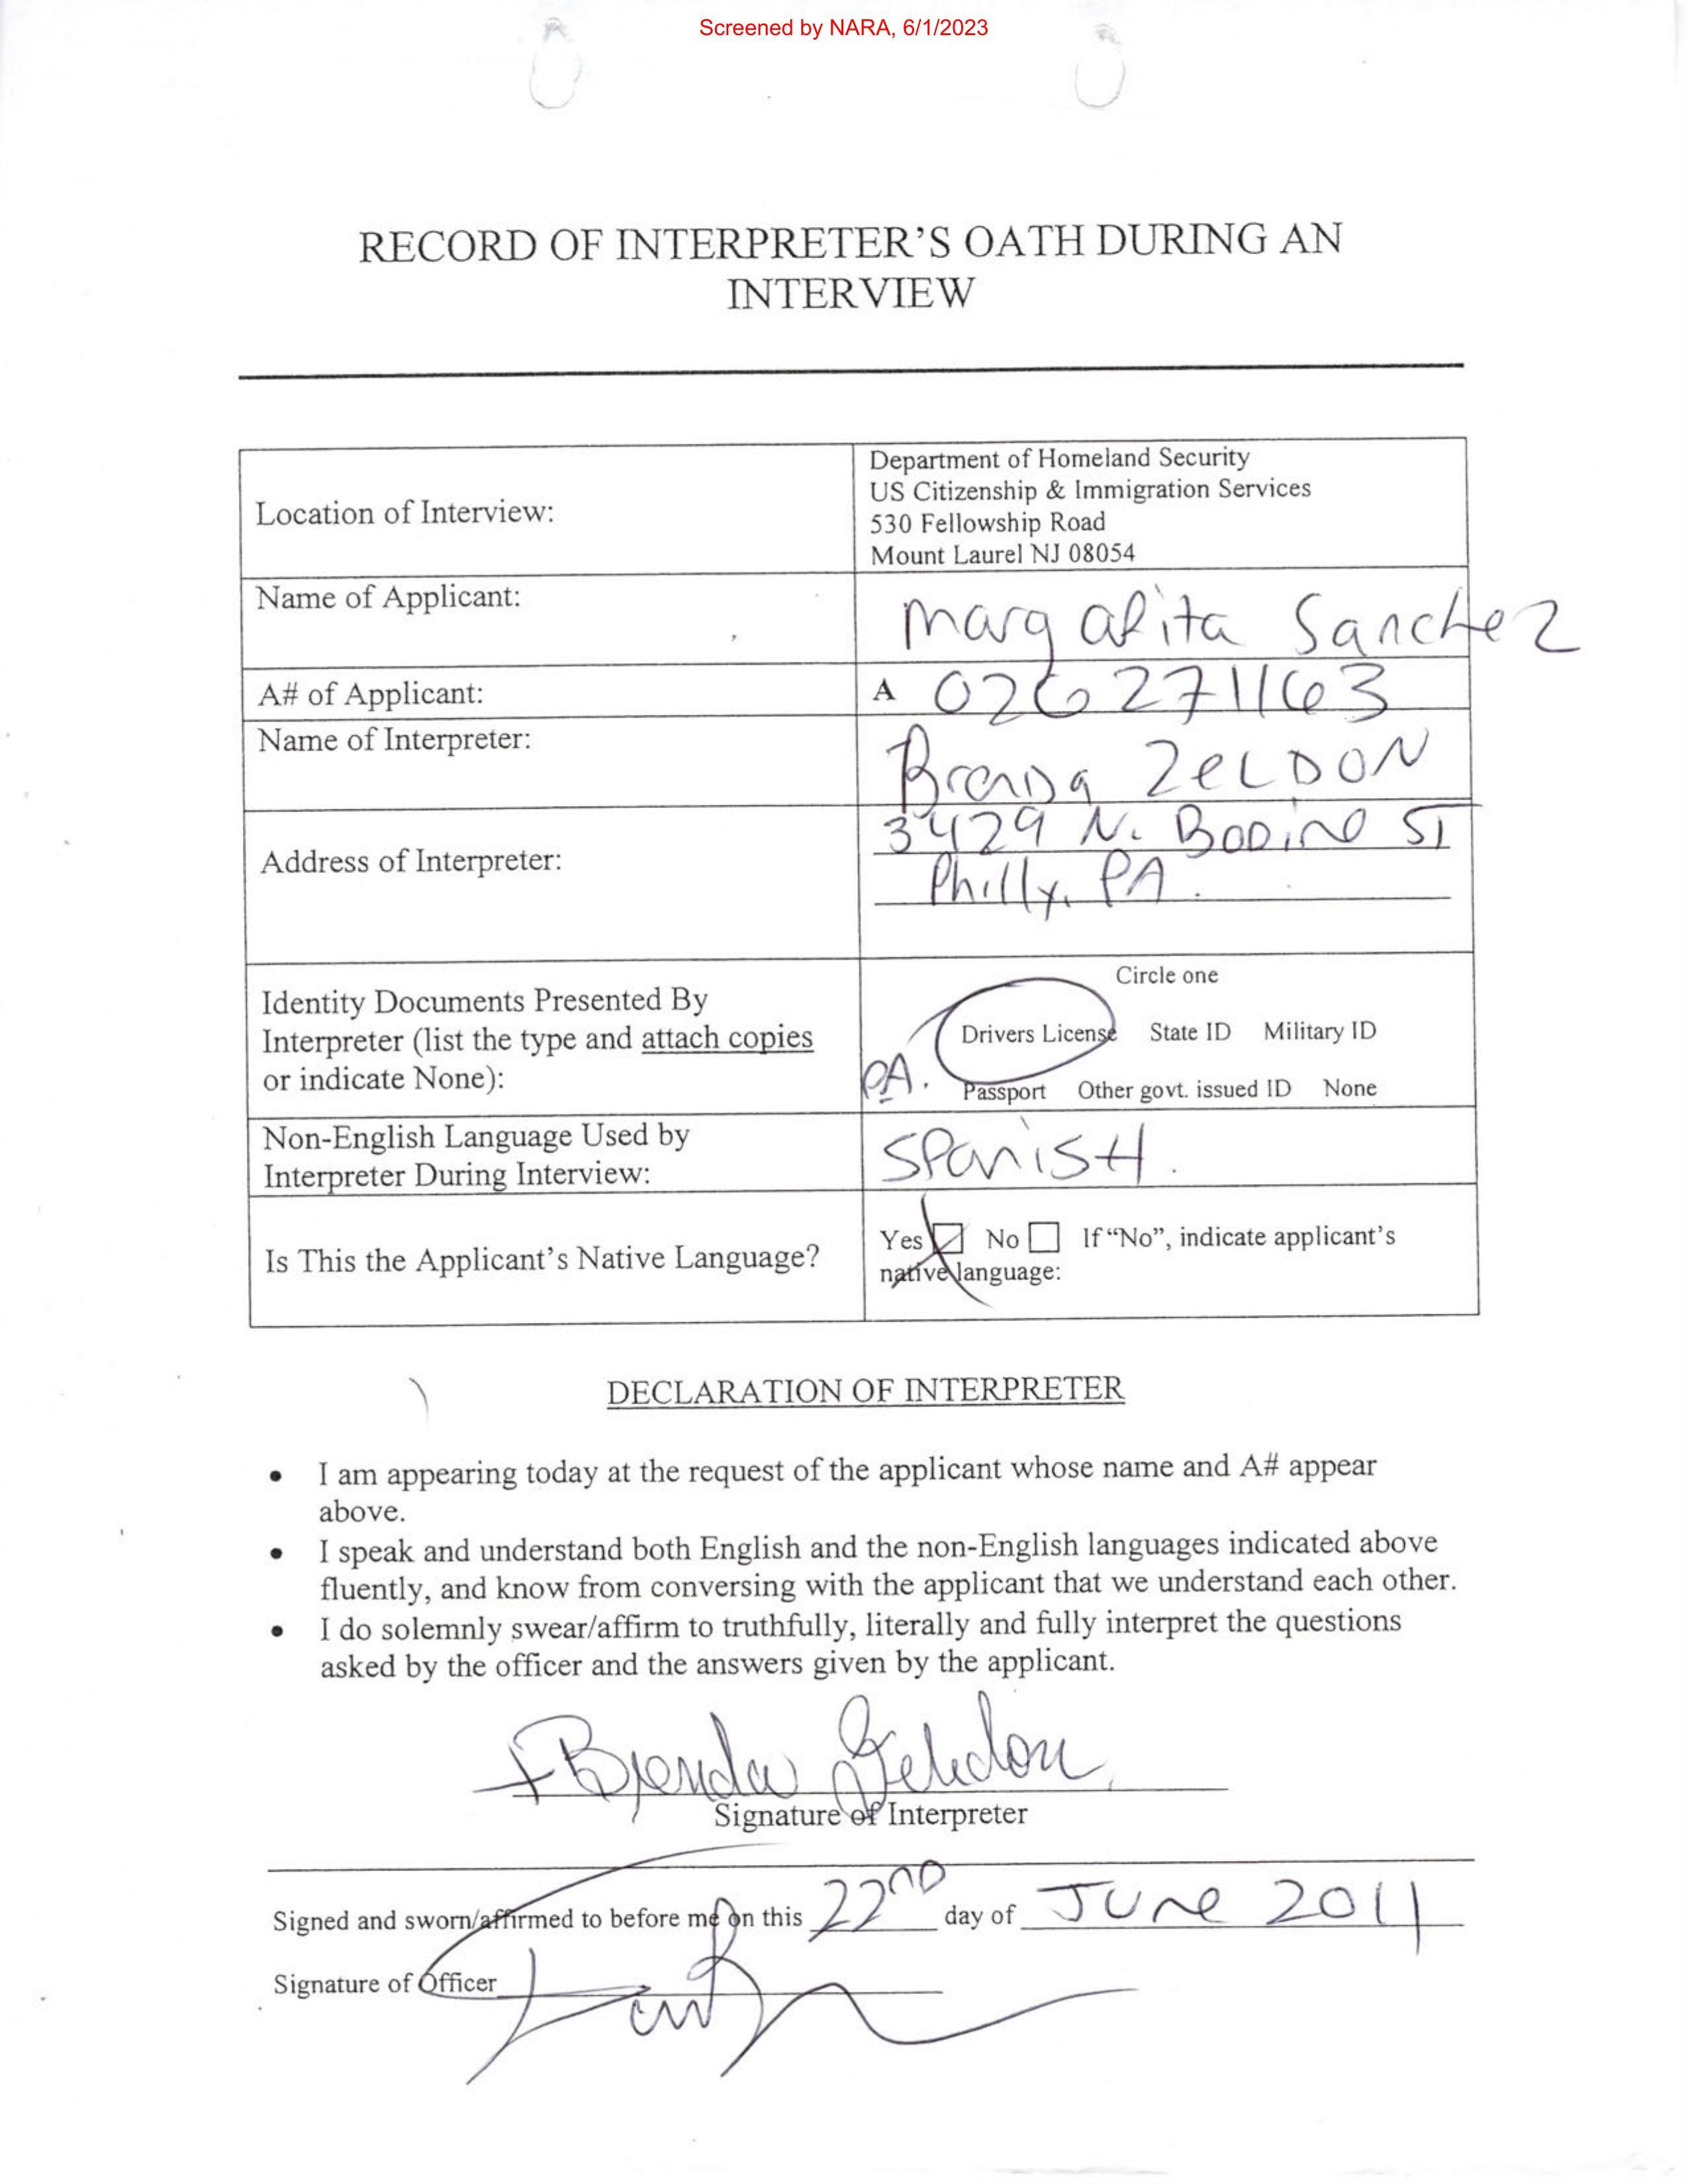 Screened by NARA, 6/1/2023
RECORD OF INTERPRETER'S OATH DURING AN
INTERVIEW
Location of Interview:
Department of Homeland Security
US Citizenship & Immigration Services
530 Fellowship Road
Mount Laurel NJ 08054
Name of Applicant:
Margarita Sanchez
A# of Applicant:
A 026271163
Name of Interpreter:
Brenda ZeLDON
Address of Interpreter:
3429 N. Bodine ST
Philly, PA.
Identity Documents Presented By
Interpreter (list the type and attach copies
or indicate None):
Circle one
Drivers License State ID Military ID
PA.
Passport Other govt. issued ID None
Non-English Language Used by
Interpreter During Interview:
SPanisH.
Is This the Applicant's Native Language?
Yes No If "No", indicate applicant's
native language:
DECLARATION OF INTERPRETER
• I am appearing today at the request of the applicant whose name and A# appear
above.
• I speak and understand both English and the non-English languages indicated above
fluently, and know from conversing with the applicant that we understand each other.
• I do solemnly swear/affirm to truthfully, literally and fully interpret the questions
asked by the officer and the answers given by the applicant.
Brenda Zeledon
Signature of Interpreter
Signed and sworn/affirmed to before me on this 22ND day of JUNe 2011
Signature of Officer